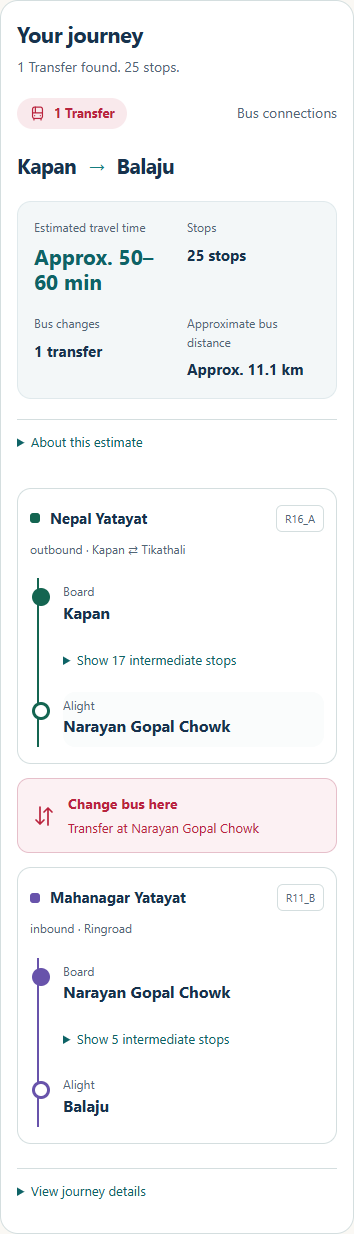 Your journey
1 Transfer found. 25 stops.
1 Transfer
Bus connections
Kapan → Balaju
Estimated travel time
Approx. 50–
60 min
Stops
25 stops
Bus changes
1 transfer
Approximate bus
distance
Approx. 11.1 km
About this estimate
Nepal Yatayat
R16_A
outbound · Kapan ⇄ Tikathali
Board
Kapan
Show 17 intermediate stops
Alight
Narayan Gopal Chowk
Change bus here
Transfer at Narayan Gopal Chowk
Mahanagar Yatayat
R11_B
inbound · Ringroad
Board
Narayan Gopal Chowk
Show 5 intermediate stops
Alight
Balaju
View journey details